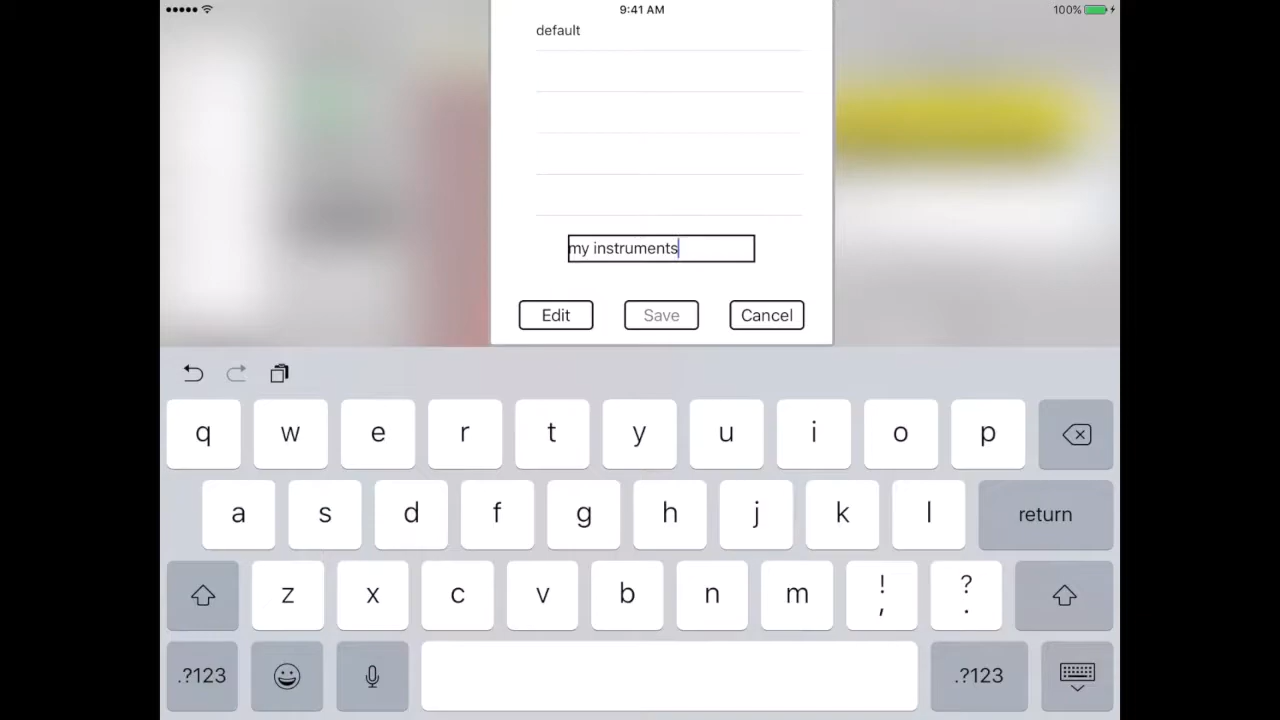 9:41 AM
100%
default
my instruments
Edit Save Cancel
q w e r t y u i o p
a s d f g h j k l return
z x c v b n m ! , ? .
.?123 .?123